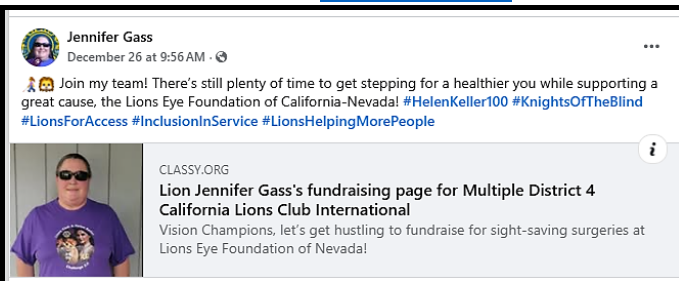 Jennifer Gass
December 26 at 9:56 AM ·
Join my team! There's still plenty of time to get stepping for a healthier you while supporting a
great cause, the Lions Eye Foundation of California-Nevada! #HelenKeller100 #KnightsOfTheBlind
#LionsForAccess #InclusionInService #LionsHelpingMorePeople
CLASSY.ORG
Lion Jennifer Gass's fundraising page for Multiple District 4
California Lions Club International
Vision Champions, let's get hustling to fundraise for sight-saving surgeries at
Lions Eye Foundation of Nevada!